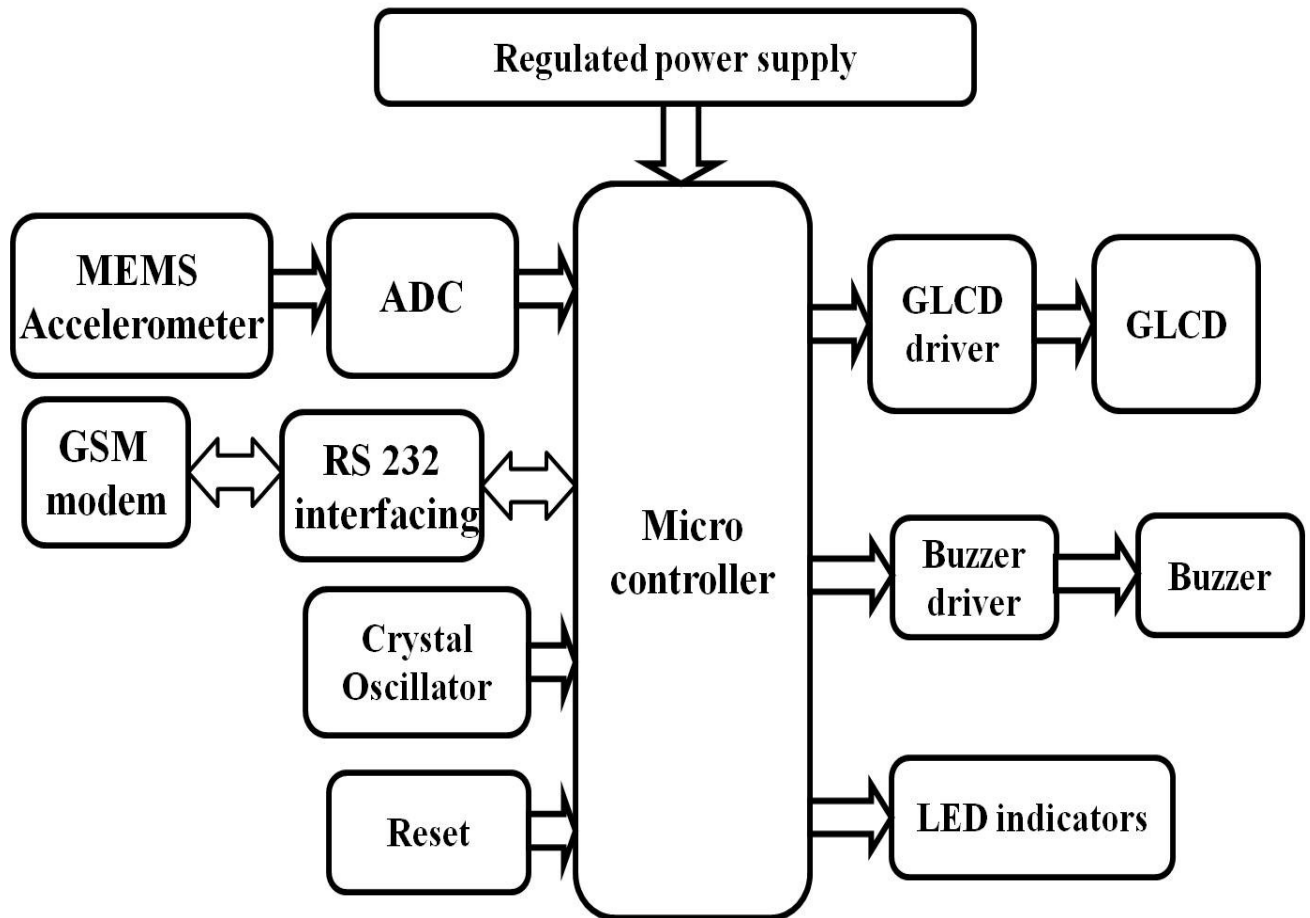 Regulated power supply
MEMS
Accelerometer
ADC
GLCD
driver
GLCD
GSM
modem
RS 232
interfacing
Micro
controller
Buzzer
driver
Buzzer
Crystal
Oscillator
Reset
LED indicators